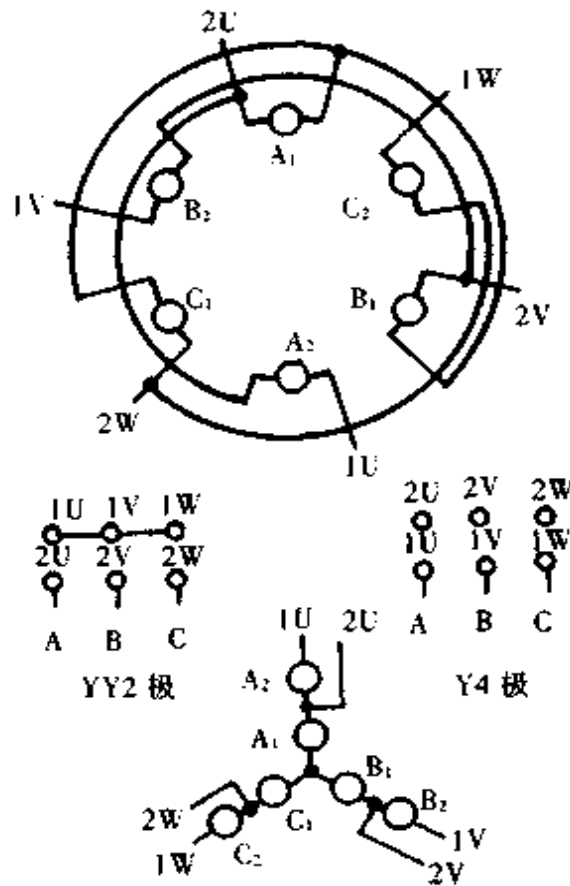 2U
1W
A₁
1V
B₂
C₂
C₁
B₁
2V
A₂
2W
1U
1U 1V 1W
2U 2V 2W
A B C
YY2 极
2U 2V 2W
1U 1V 1W
A B C
Y4 极
1U 2U
A₂
A₁
B₁
B₂
2W
C₁
1W
C₂
1V
2V